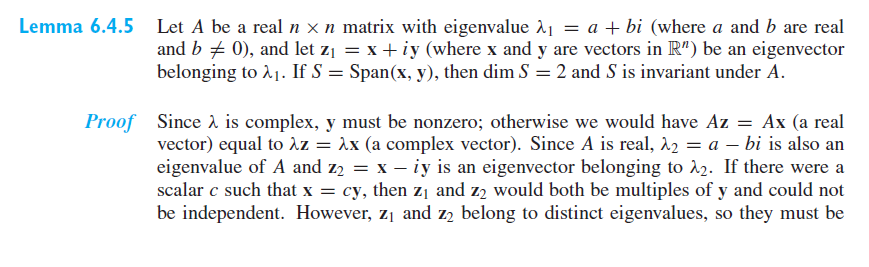 Lemma 6.4.5 Let A be a real n × n matrix with eigenvalue λ₁ = a + bi (where a and b are real
and b ≠ 0), and let z₁ = x + iy (where x and y are vectors in ℝⁿ) be an eigenvector
belonging to λ₁. If S = Span(x, y), then dim S = 2 and S is invariant under A.
Proof Since λ is complex, y must be nonzero; otherwise we would have Az = Ax (a real
vector) equal to λz = λx (a complex vector). Since A is real, λ₂ = a − bi is also an
eigenvalue of A and z₂ = x − iy is an eigenvector belonging to λ₂. If there were a
scalar c such that x = cy, then z₁ and z₂ would both be multiples of y and could not
be independent. However, z₁ and z₂ belong to distinct eigenvalues, so they must be